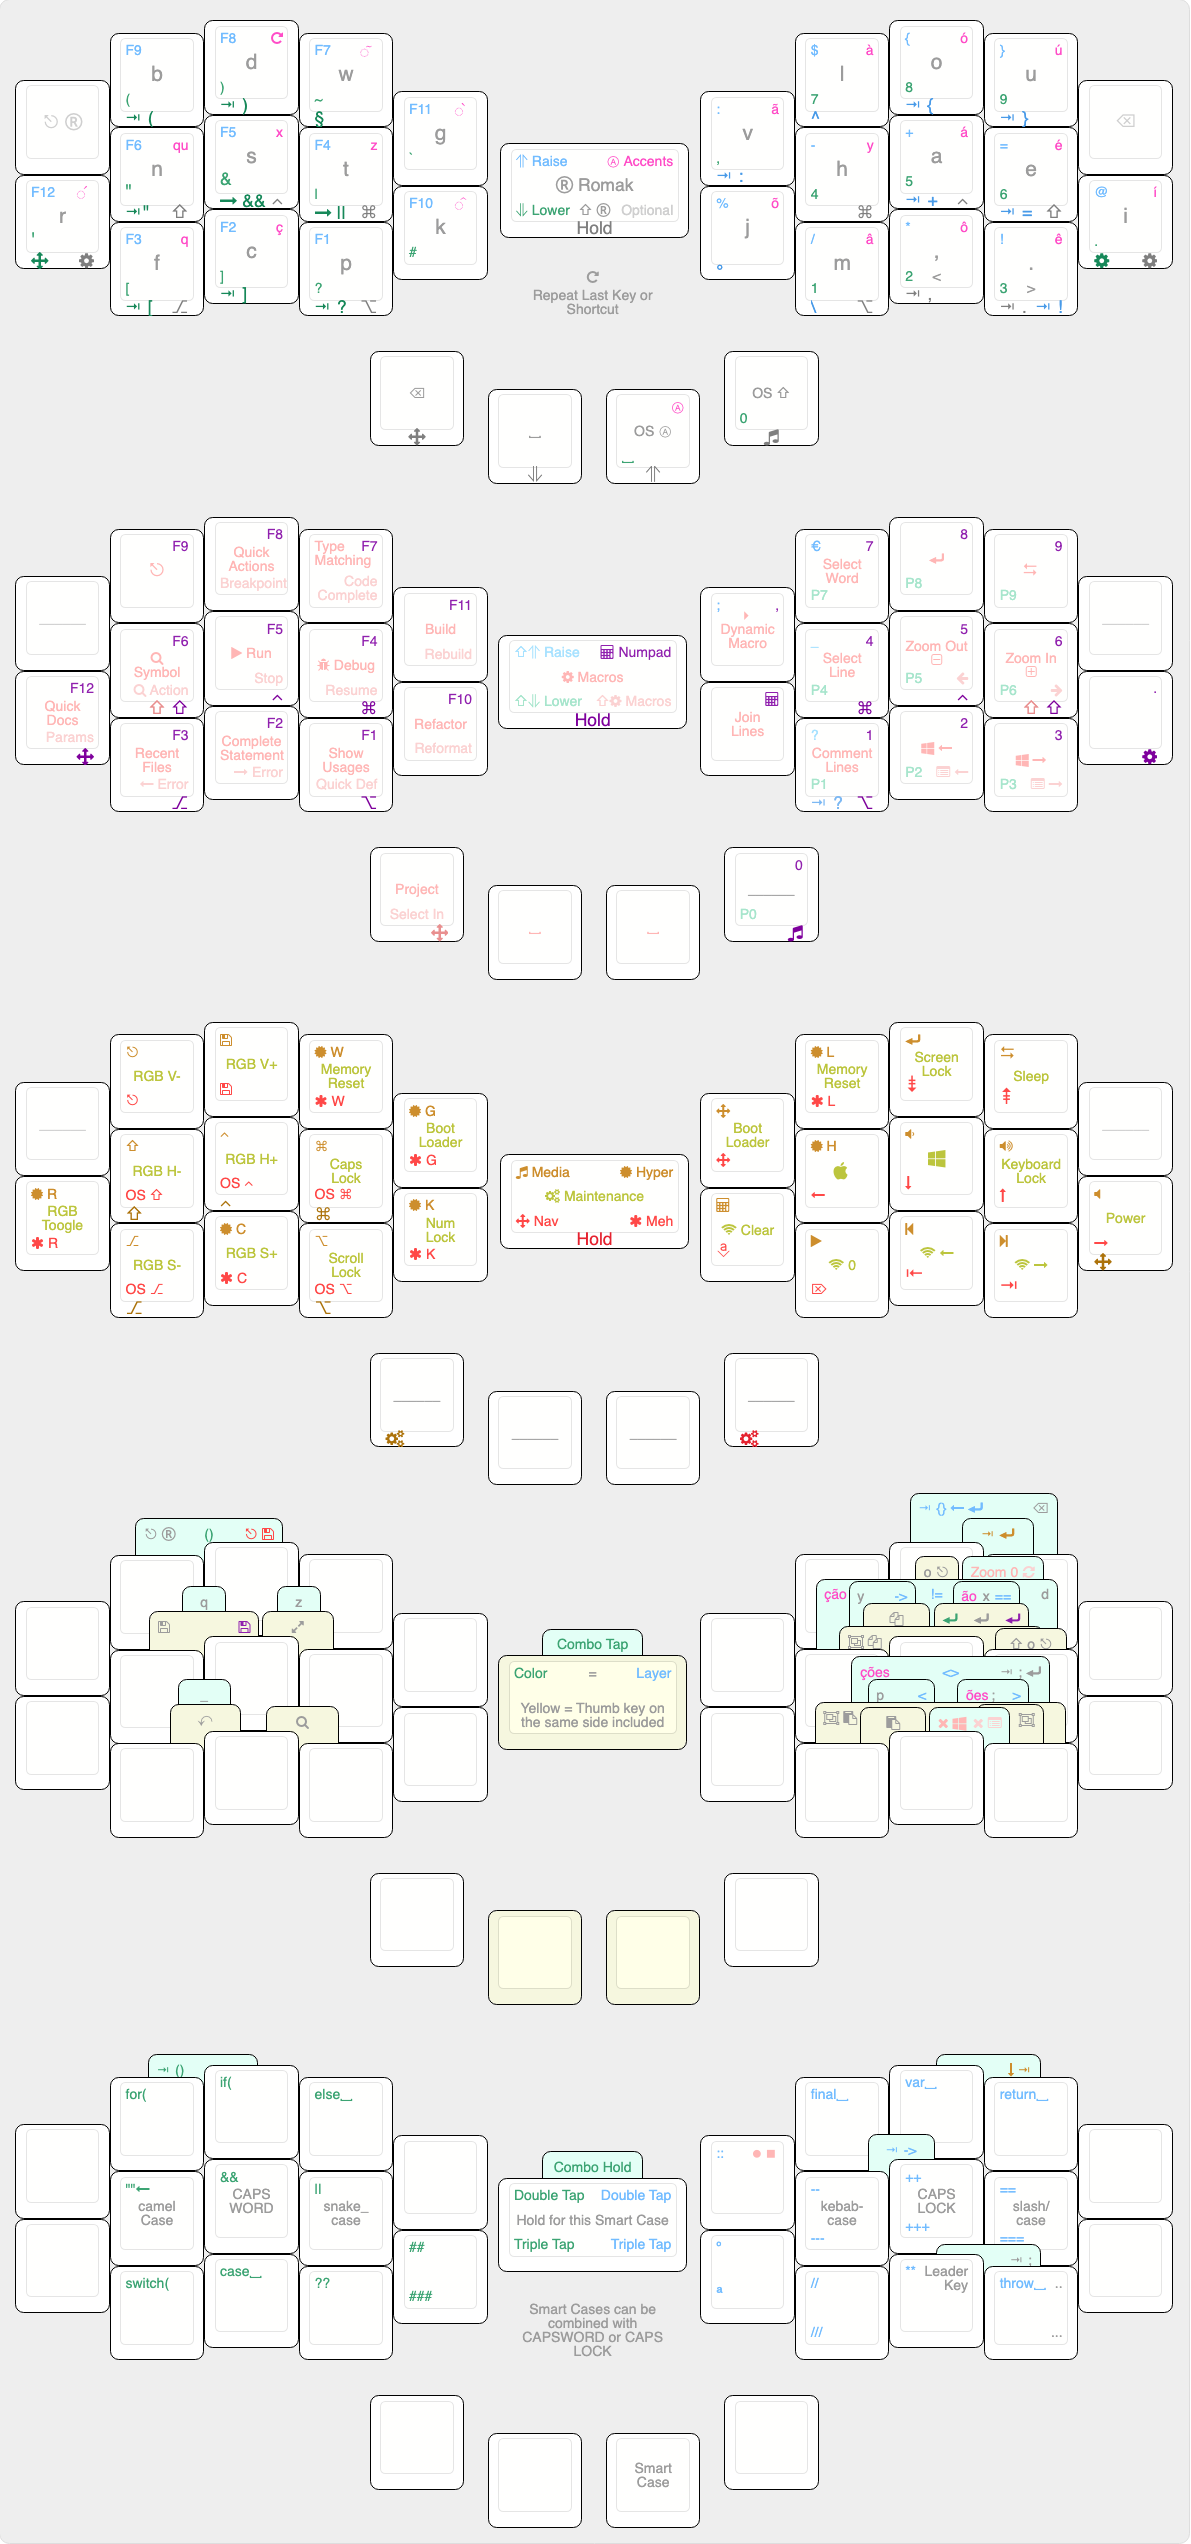 F9
b
(
⇥ (
F8
d
)
⇥ )
F7
w
~
§
F11
g
`
®
F6 qu
n
"
⇥ " ⇧
F5 x
s
&
→ && ^
F4 z
t
|
→ || ⌘
F10
k
#
F12
r
'
F3 q
f
[
⇥ [
F2 ç
c
]
⇥ ]
F1
p
?
⇥ ? ⌥
⇑ Raise Ⓐ Accents
® Romak
⇓ Lower ⇧ ® Optional
Hold
Repeat Last Key or
Shortcut
$ à
l
7
^
{ ó
o
8
⇥ {
} ú
u
9
⇥ }
: ã
v
,
⇥ :
- y
h
4
⌘
+ á
a
5
⇥ + ^
= é
e
6
⇥ = ⇧
@ í
i
.
% õ
j
°
/ â
m
1
\ ⌥
* ô
,
2 <
⇥ ,
! ê
.
3 >
⇥ . ⇥ !
⌫
OS Ⓐ
OS ⇧
0
F9
F8
Quick
Actions
Breakpoint
Type F7
Matching
Code
Complete
F11
Build
Rebuild
F6
Symbol
Action
F5
Run
Stop
^
F4
Debug
Resume
⌘
F10
Refactor
Reformat
F12
Quick
Docs
Params
F3
Recent
Files
← Error
F2
Complete
Statement
→ Error
F1
Show
Usages
Quick Def
⌥
⇧⇑ Raise Numpad
Macros
⇧⇓ Lower ⇧ Macros
Hold
€ 7
Select
Word
P7
8
P8
9
P9
; ,
Dynamic
Macro
_ 4
Select
Line
P4
⌘
5
Zoom Out
P5 ←
^
6
Zoom In
P6 →
⇧ ⇧
.
Join
Lines
? 1
Comment
Lines
P1
⇥ ? ⌥
2
P2 ←
3
P3 →
Project
Select In
0
P0
RGB V-
RGB V+
W
Memory
Reset
W
G
Boot
Loader
G
RGB H-
OS ⇧
⇧
^
RGB H+
OS ^
^
⌘
Caps
Lock
OS ⌘
⌘
K
Num
Lock
K
R
RGB
Toogle
R
RGB S-
OS
C
RGB S+
C
⌥
Scroll
Lock
OS ⌥
⌥
Media Hyper
Maintenance
Nav Meh
Hold
L
Memory
Reset
L
Screen
Lock
Sleep
Boot
Loader
H
←
↓
Keyboard
Lock
↑
Power
→
Clear
a
0
←
→
® ()
q z
_
Combo Tap
Color = Layer
Yellow = Thumb key on
the same side included
⇥ {} ← ↵ ⌫
⇥ ↵
o Zoom 0
ção y -> != ão x == d
⇧ o
ções <> ⇥ ; ↵
p < ões ; >
⇥ ()
for(
if(
else⎵
""←
camel
Case
&&
CAPS
WORD
||
snake_
case
##
###
switch(
case⎵
??
Combo Hold
Double Tap Double Tap
Hold for this Smart Case
Triple Tap Triple Tap
Smart Cases can be
combined with
CAPSWORD or CAPS
LOCK
↓ ⇥
final⎵
var⎵
return⎵
::
⇥ ->
--
kebab-
case
---
++
CAPS
LOCK
+++
==
slash/
case
===
°
a
//
///
⇥ ;
** Leader
Key
throw⎵ ..
...
Smart
Case